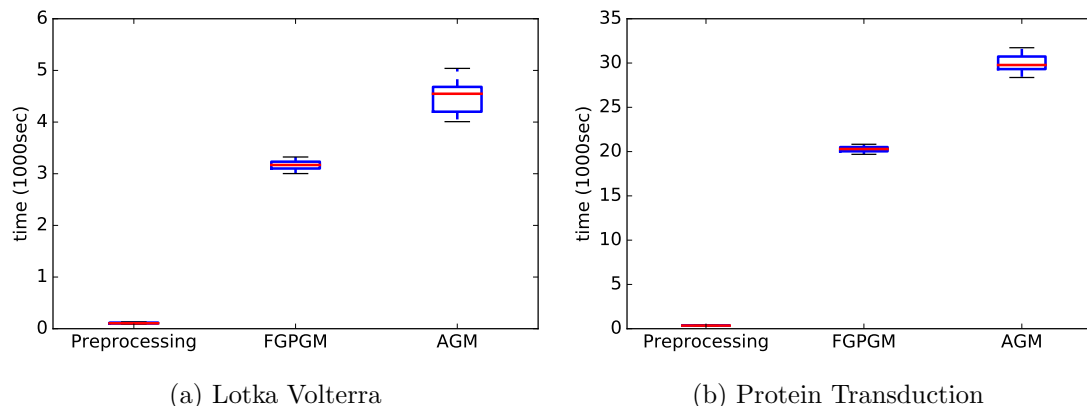 6
5
4
3
2
1
0
time (1000sec)
Preprocessing FGPGM AGM
(a) Lotka Volterra
35
30
25
20
15
10
5
0
time (1000sec)
Preprocessing FGPGM AGM
(b) Protein Transduction